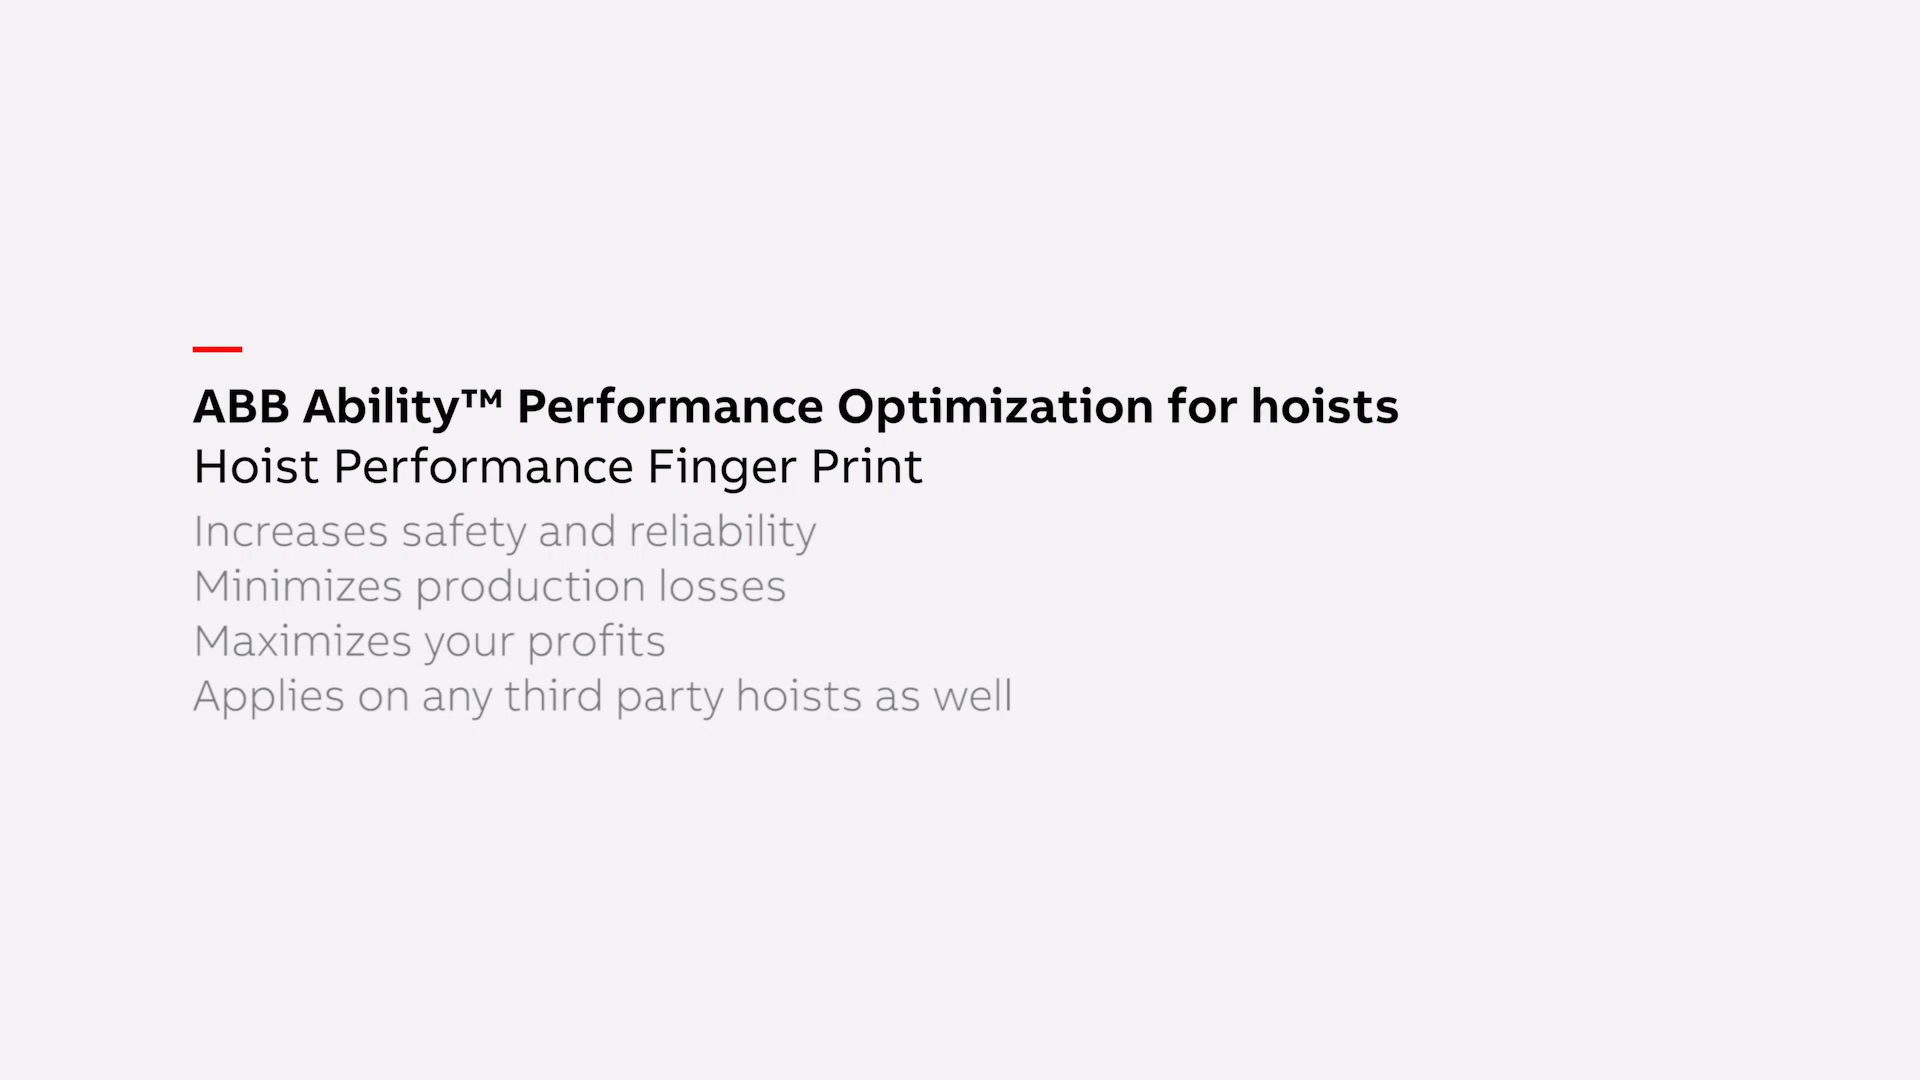 ABB Ability™ Performance Optimization for hoists
Hoist Performance Finger Print
Increases safety and reliability
Minimizes production losses
Maximizes your profits
Applies on any third party hoists as well